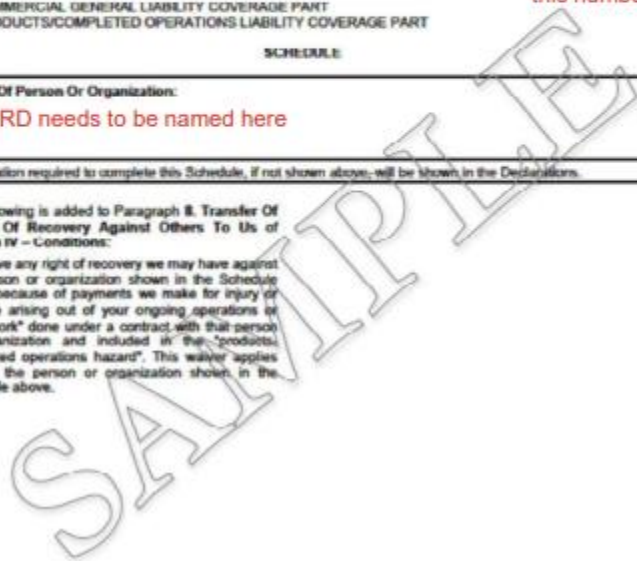 this numbe
MMERCIAL GENERAL LIABILITY COVERAGE PART
ODUCTS/COMPLETED OPERATIONS LIABILITY COVERAGE PART
SCHEDULE
Of Person Or Organization:
RD needs to be named here
ation required to complete this Schedule, if not shown above, will be shown in the Declarations.
owing is added to Paragraph 8. Transfer Of
Of Recovery Against Others To Us of
IV – Conditions:
ve any right of recovery we may have against
son or organization shown in the Schedule
because of payments we make for injury or
arising out of your ongoing operations or
ork" done under a contract with that person
anization and included in the "products-
ed operations hazard". This waiver applies
the person or organization shown in the
le above.
SAMPLE